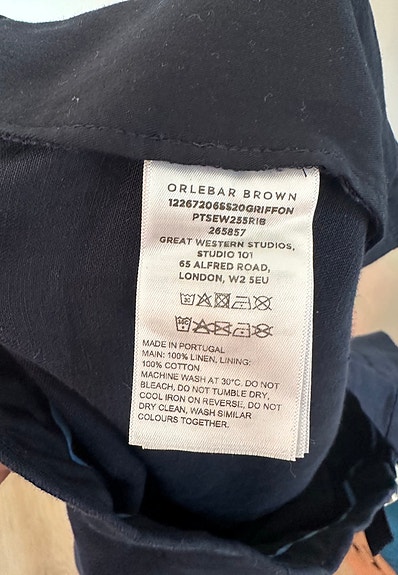 ORLEBAR BROWN
122672068S20GRIFFON
PTSEW255RIB
265857
GREAT WESTERN STUDIOS,
STUDIO 101
65 ALFRED ROAD,
LONDON, W2 5EU
MADE IN PORTUGAL
MAIN: 100% LINEN, LINING:
100% COTTON
MACHINE WASH AT 30°C. DO NOT
BLEACH, DO NOT TUMBLE DRY,
COOL IRON ON REVERSE, DO NOT
DRY CLEAN, WASH SIMILAR
COLOURS TOGETHER.